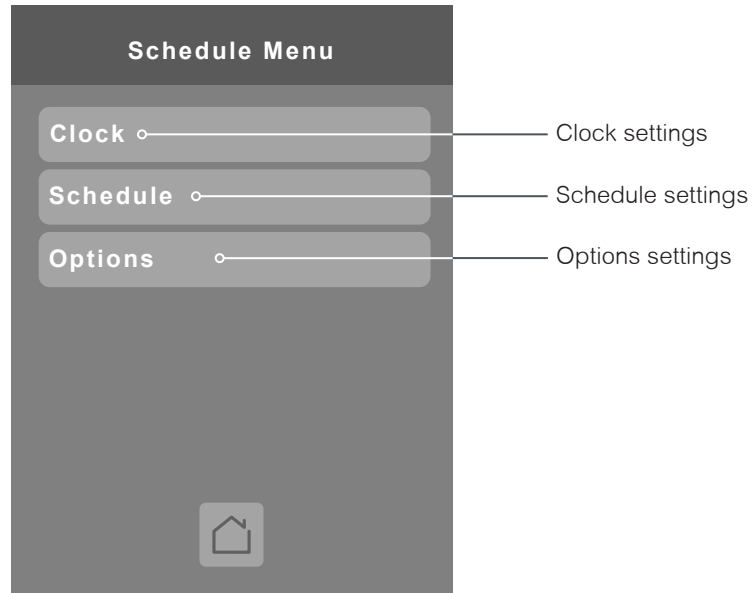 Schedule Menu
Clock
Clock settings
Schedule
Schedule settings
Options
Options settings